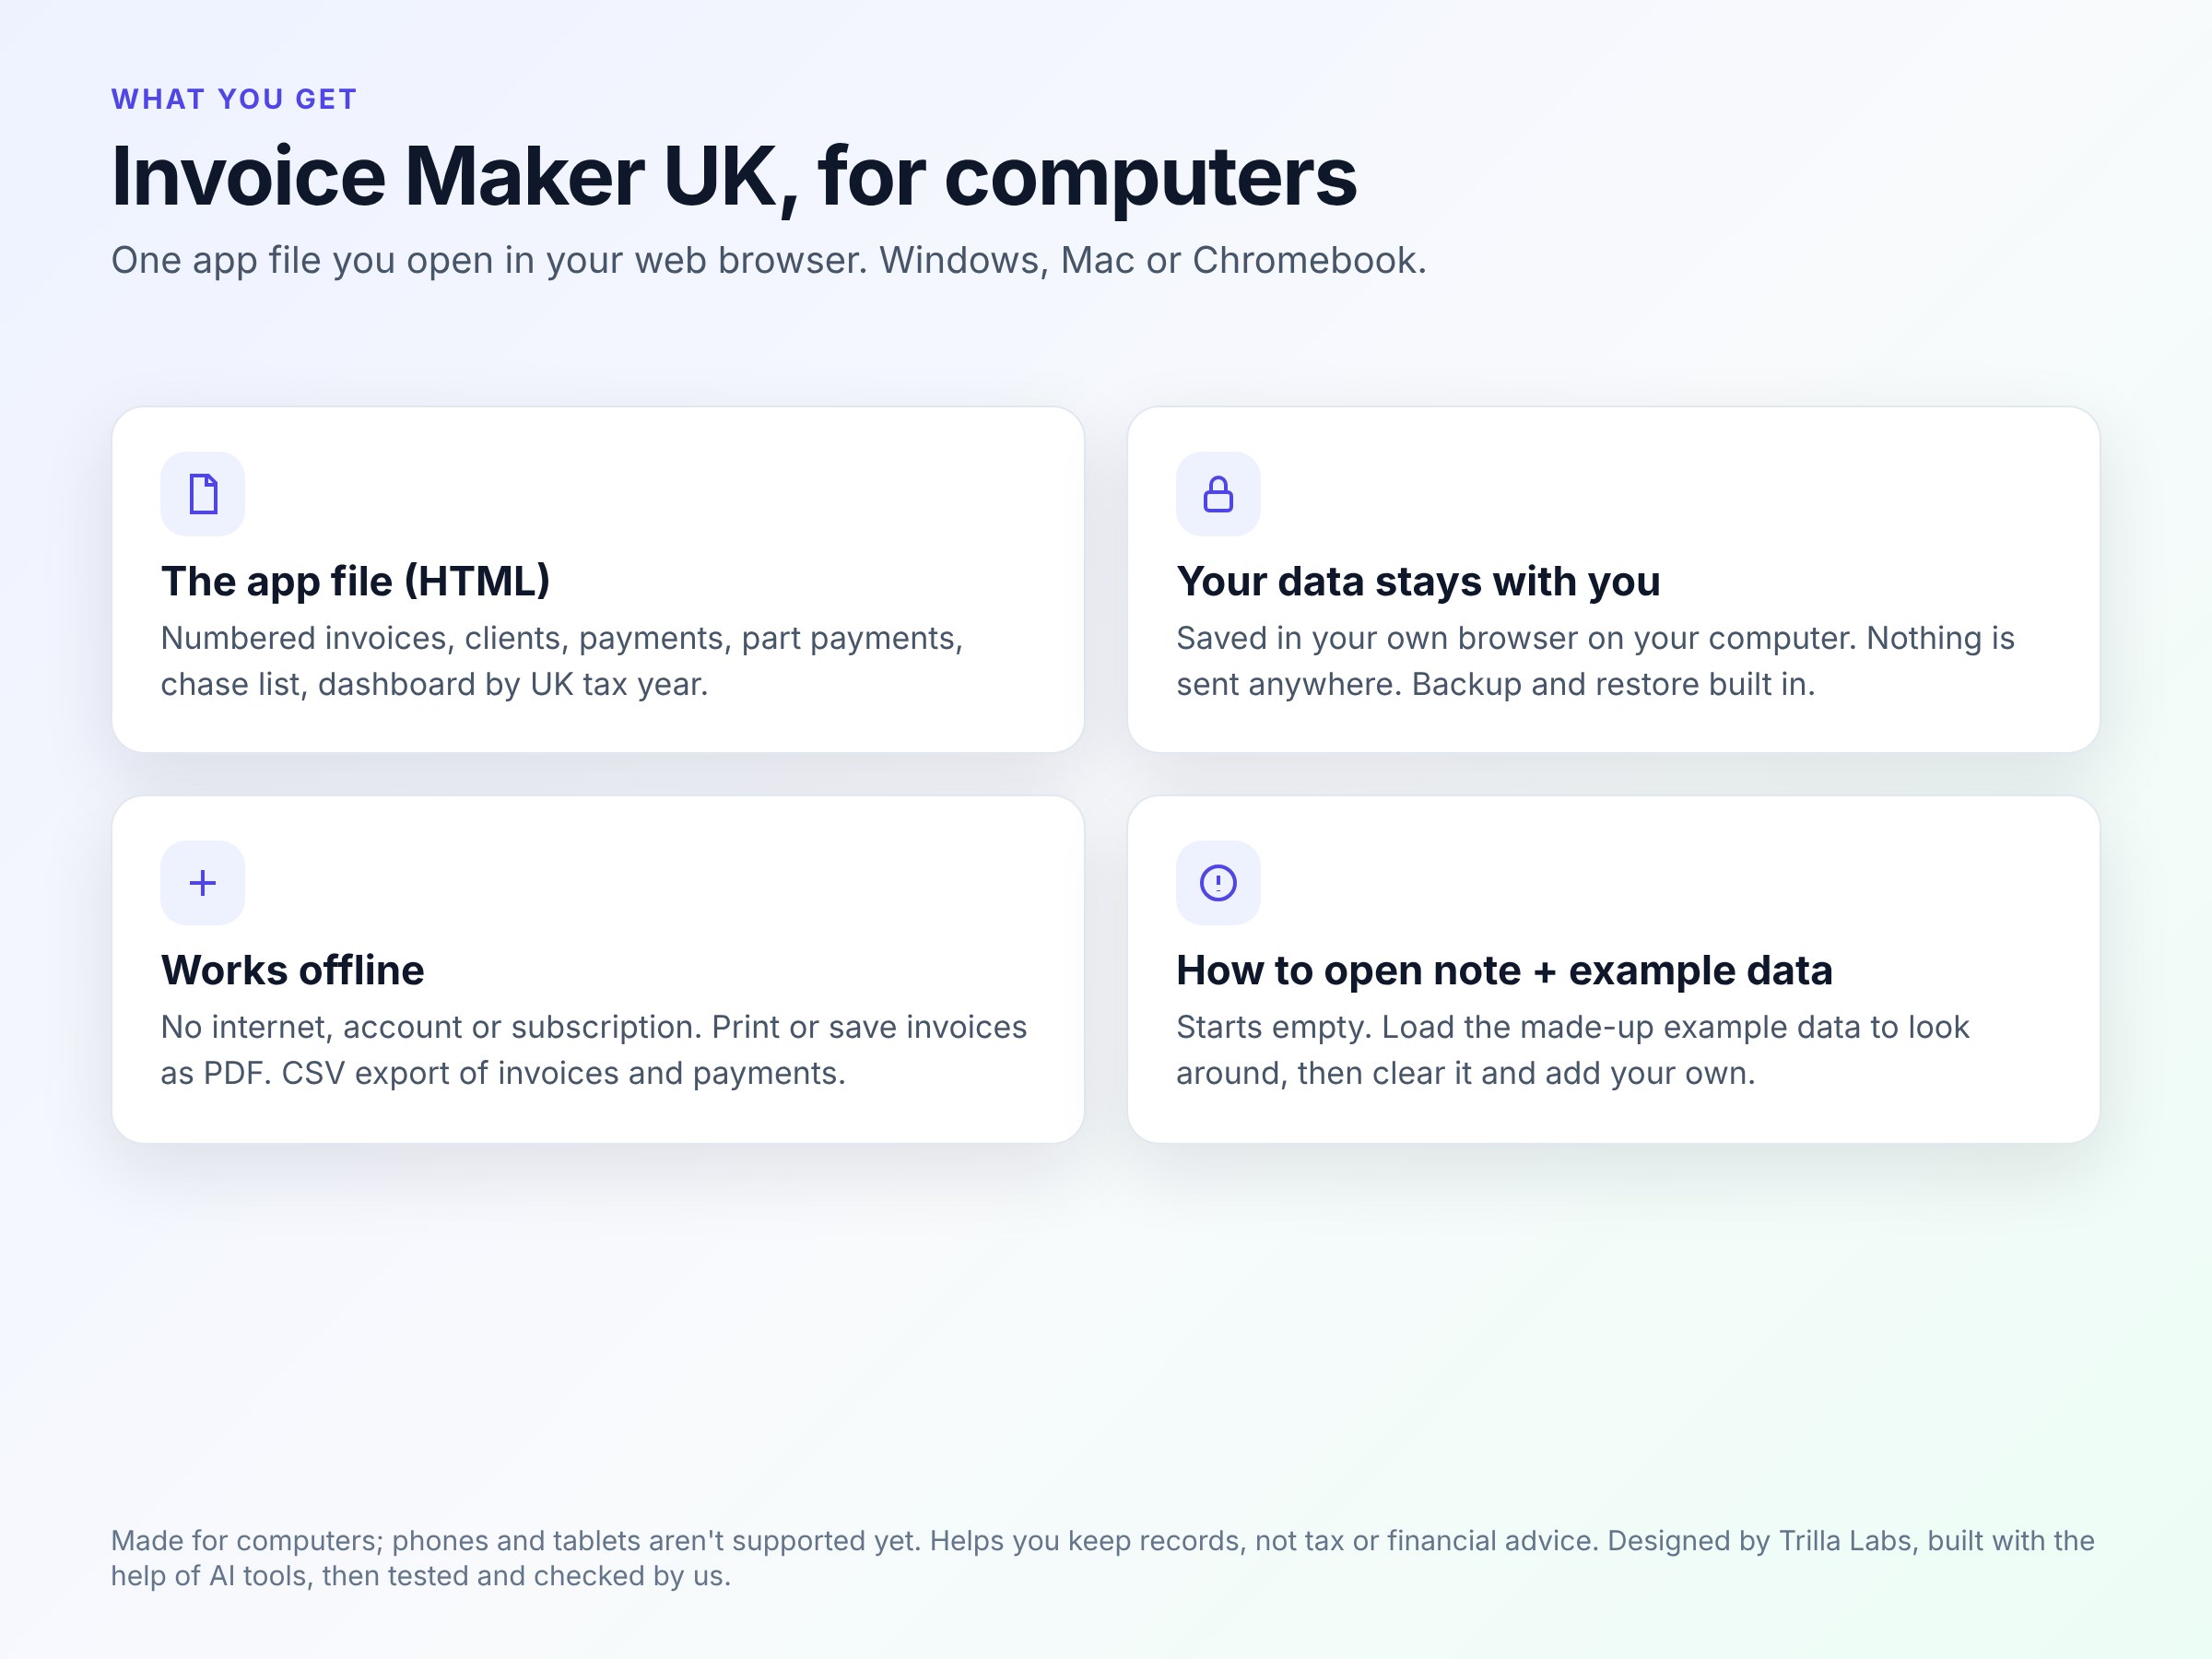 WHAT YOU GET
Invoice Maker UK, for computers
One app file you open in your web browser. Windows, Mac or Chromebook.
The app file (HTML)
Numbered invoices, clients, payments, part payments,
chase list, dashboard by UK tax year.
Your data stays with you
Saved in your own browser on your computer. Nothing is
sent anywhere. Backup and restore built in.
Works offline
No internet, account or subscription. Print or save invoices
as PDF. CSV export of invoices and payments.
How to open note + example data
Starts empty. Load the made-up example data to look
around, then clear it and add your own.
Made for computers; phones and tablets aren't supported yet. Helps you keep records, not tax or financial advice. Designed by Trilla Labs, built with the
help of AI tools, then tested and checked by us.